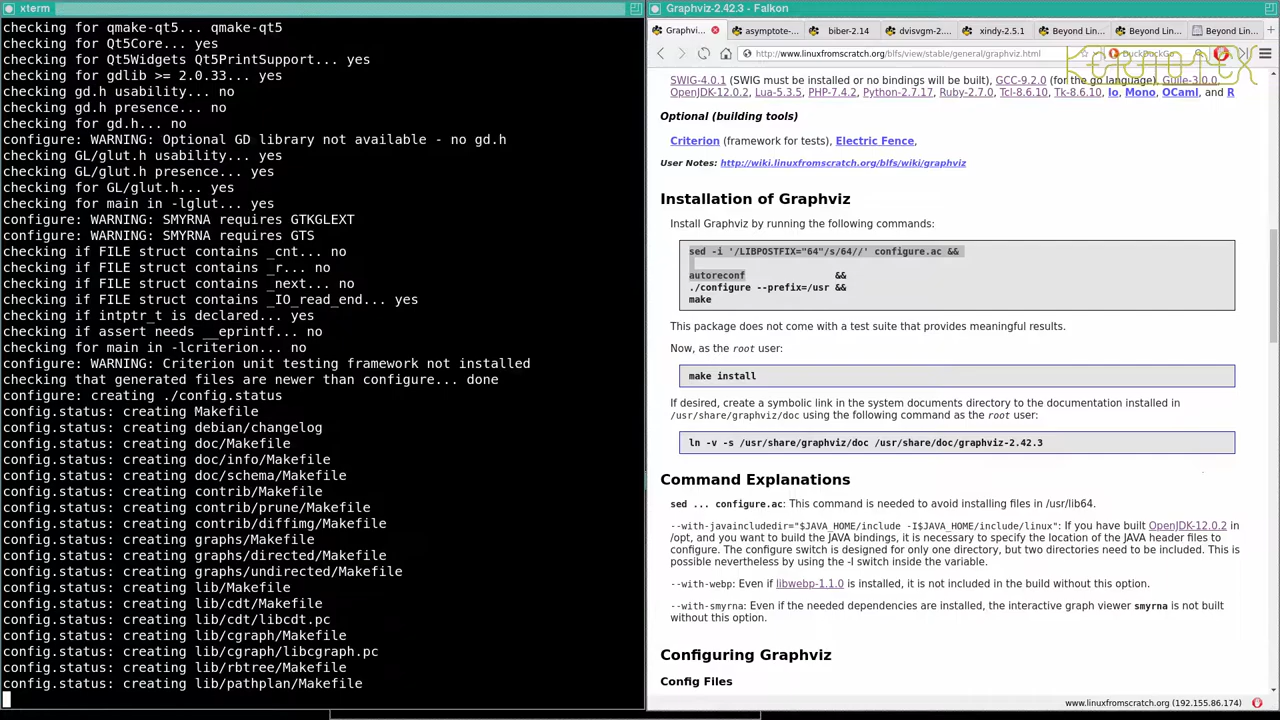 xterm
checking for qmake-qt5... qmake-qt5
checking for Qt5Core... yes
checking for Qt5Widgets Qt5PrintSupport... yes
checking for gdlib >= 2.0.33... yes
checking gd.h usability... no
checking gd.h presence... no
checking for gd.h... no
configure: WARNING: Optional GD library not available - no gd.h
checking GL/glut.h usability... yes
checking GL/glut.h presence... yes
checking for GL/glut.h... yes
checking for main in -lglut... yes
configure: WARNING: SMYRNA requires GTKGLEXT
configure: WARNING: SMYRNA requires GTS
checking if FILE struct contains _cnt... no
checking if FILE struct contains _r... no
checking if FILE struct contains _next... no
checking if FILE struct contains _IO_read_end... yes
checking if intptr_t is declared... yes
checking if assert needs __eprintf... no
checking for main in -lcriterion... no
configure: WARNING: Criterion unit testing framework not installed
checking that generated files are newer than configure... done
configure: creating ./config.status
config.status: creating Makefile
config.status: creating debian/changelog
config.status: creating doc/Makefile
config.status: creating doc/info/Makefile
config.status: creating doc/schema/Makefile
config.status: creating contrib/Makefile
config.status: creating contrib/prune/Makefile
config.status: creating contrib/diffimg/Makefile
config.status: creating graphs/Makefile
config.status: creating graphs/directed/Makefile
config.status: creating graphs/undirected/Makefile
config.status: creating lib/Makefile
config.status: creating lib/cdt/Makefile
config.status: creating lib/cdt/libcdt.pc
config.status: creating lib/cgraph/Makefile
config.status: creating lib/cgraph/libcgraph.pc
config.status: creating lib/rbtree/Makefile
config.status: creating lib/pathplan/Makefile
Graphviz-2.42.3 - Falkon
Graphvi... asymptote-... biber-2.14 dvisvgm-2.... xindy-2.5.1 Beyond Lin... Beyond Lin... Beyond Lin...
http://www.linuxfromscratch.org/blfs/view/stable/general/graphviz.html DuckDuckGo
SWIG-4.0.1 (SWIG must be installed or no bindings will be built), GCC-9.2.0 (for the go language), Guile-3.0.0,
OpenJDK-12.0.2, Lua-5.3.5, PHP-7.4.2, Python-2.7.17, Ruby-2.7.0, Tcl-8.6.10, Tk-8.6.10, Io, Mono, OCaml, and R
Optional (building tools)
Criterion (framework for tests), Electric Fence,
User Notes: http://wiki.linuxfromscratch.org/blfs/wiki/graphviz
Installation of Graphviz
Install Graphviz by running the following commands:
sed -i '/LIBPOSTFIX="64"/s/64//' configure.ac &&
autoreconf &&
./configure --prefix=/usr &&
make
This package does not come with a test suite that provides meaningful results.
Now, as the root user:
make install
If desired, create a symbolic link in the system documents directory to the documentation installed in
/usr/share/graphviz/doc using the following command as the root user:
ln -v -s /usr/share/graphviz/doc /usr/share/doc/graphviz-2.42.3
Command Explanations
sed ... configure.ac: This command is needed to avoid installing files in /usr/lib64.
--with-javaincludedir="$JAVA_HOME/include -I$JAVA_HOME/include/linux": If you have built OpenJDK-12.0.2 in
/opt, and you want to build the JAVA bindings, it is necessary to specify the location of the JAVA header files to
configure. The configure switch is designed for only one directory, but two directories need to be included. This is
possible nevertheless by using the -I switch inside the variable.
--with-webp: Even if libwebp-1.1.0 is installed, it is not included in the build without this option.
--with-smyrna: Even if the needed dependencies are installed, the interactive graph viewer smyrna is not built
without this option.
Configuring Graphviz
Config Files
www.linuxfromscratch.org (192.155.86.174)